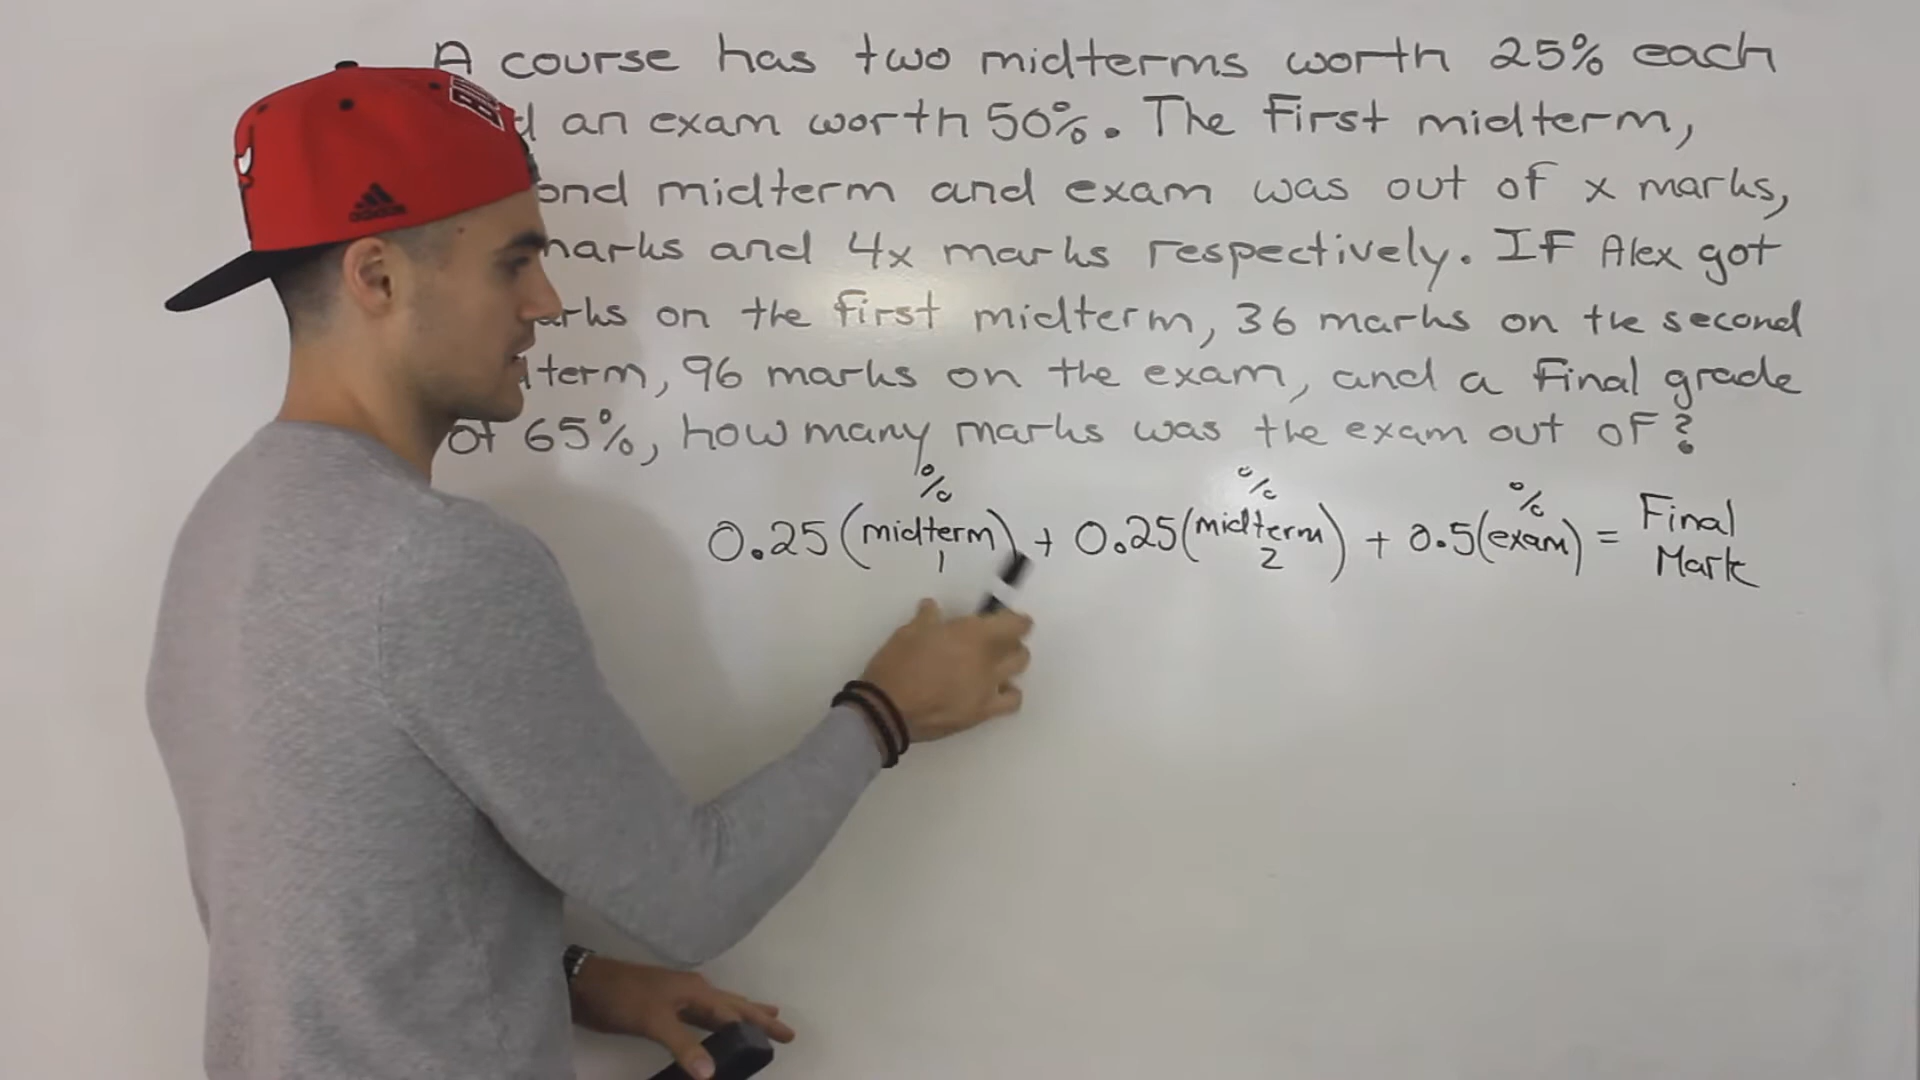 A course has two midterms worth 25% each
an exam worth 50%. The first midterm,
ond midterm and exam was out of x marks,
marks and 4x marks respectively. If Alex got
arks on the first midterm, 36 marks on the second
term, 96 marks on the exam, and a final grade
of 65%, how many marks was the exam out of?
% % %
0.25 (midterm 1) + 0.25 (midterm 2) + 0.5 (exam) = Final Mark
adidas